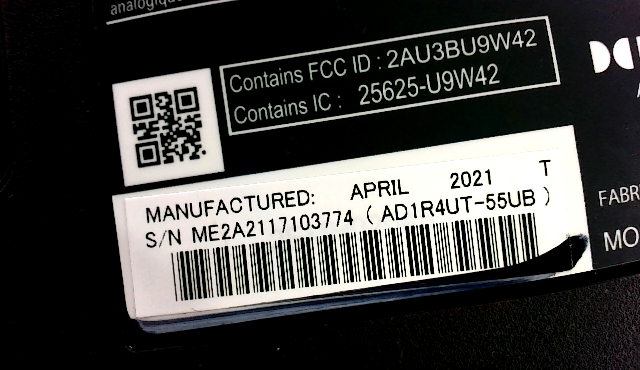 analogique
Contains FCC ID : 2AU3BU9W42
Contains IC : 25625-U9W42
MANUFACTURED: APRIL 2021 T
S/N ME2A2117103774 ( AD1R4UT-55UB )
FABR
MO